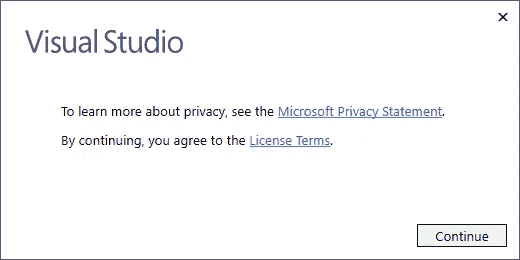 Visual Studio
To learn more about privacy, see the Microsoft Privacy Statement.
By continuing, you agree to the License Terms.
Continue